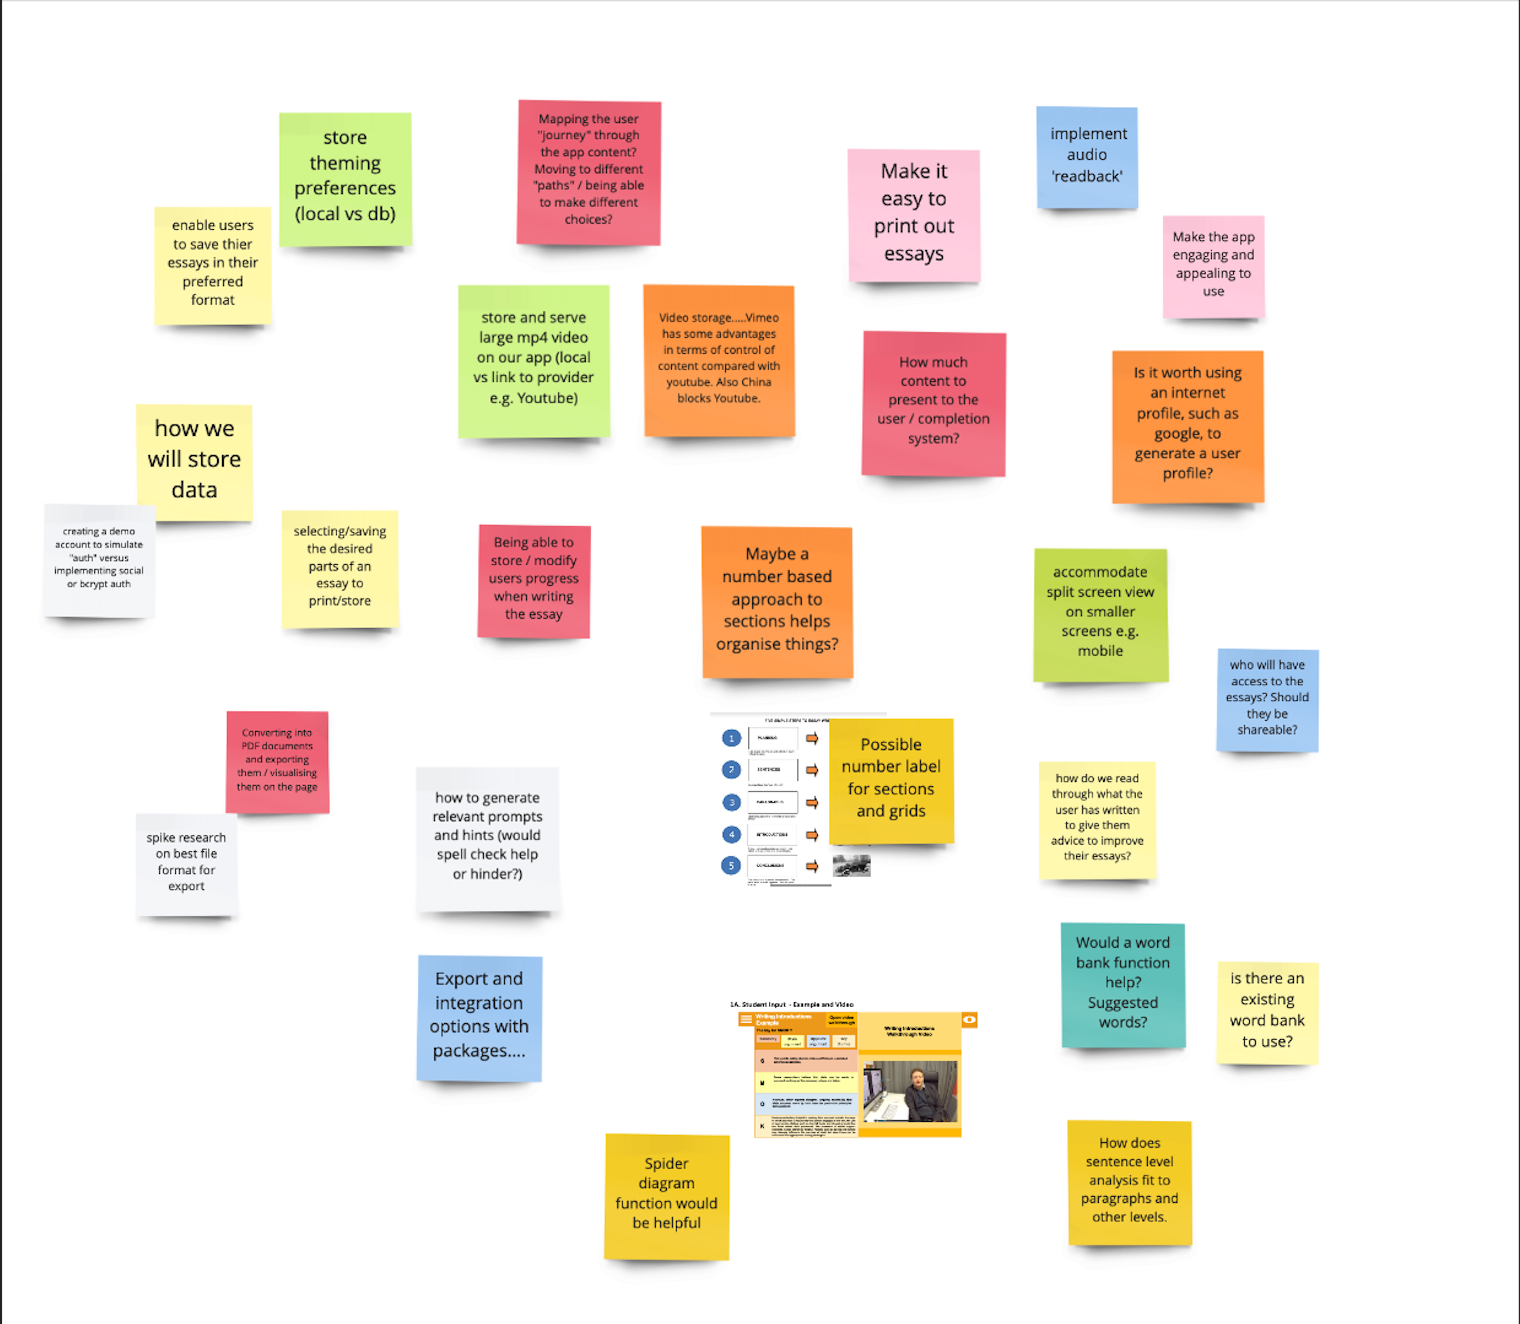 store
theming
preferences
(local vs db)
Mapping the user
"journey" through
the app content?
Moving to different
"paths" / being able
to make different
choices?
Make it
easy to
print out
essays
implement
audio
'readback'
enable users
to save thier
essays in their
preferred
format
Make the app
engaging and
appealing to
use
store and serve
large mp4 video
on our app (local
vs link to provider
e.g. Youtube)
Video storage.....Vimeo
has some advantages
in terms of control of
content compared with
youtube. Also China
blocks Youtube.
How much
content to
present to the
user / completion
system?
Is it worth using
an internet
profile, such as
google, to
generate a user
profile?
how we
will store
data
creating a demo
account to simulate
"auth" versus
implementing social
or bcrypt auth
selecting/saving
the desired
parts of an
essay to
print/store
Being able to
store / modify
users progress
when writing
the essay
Maybe a
number based
approach to
sections helps
organise things?
accommodate
split screen view
on smaller
screens e.g.
mobile
who will have
access to the
essays? Should
they be
shareable?
Converting into
PDF documents
and exporting
them / visualising
them on the page
spike research
on best file
format for
export
how to generate
relevant prompts
and hints (would
spell check help
or hinder?)
1
PLANNING
2
SENTENCES
3
4
INTRODUCTIONS
5
CONCLUSIONS
Possible
number label
for sections
and grids
how do we read
through what the
user has written
to give them
advice to improve
their essays?
Export and
integration
options with
packages....
Would a word
bank function
help?
Suggested
words?
is there an
existing
word bank
to use?
1A. Student Input - Example and Video
Writing Introductions
Example
Open video
walkthrough
Writing Introductions
Walkthrough Video
Spider
diagram
function would
be helpful
How does
sentence level
analysis fit to
paragraphs and
other levels.